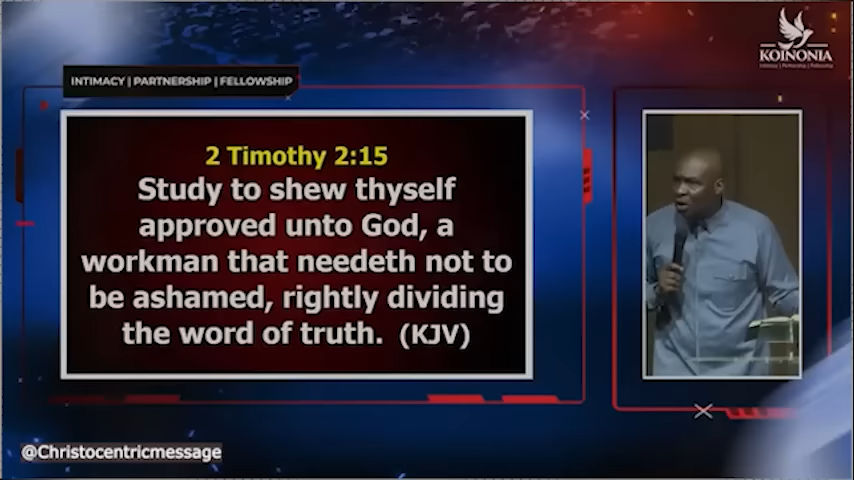 KOINONIA
Intimacy | Partnership | Fellowship
INTIMACY | PARTNERSHIP | FELLOWSHIP
2 Timothy 2:15
Study to shew thyself
approved unto God, a
workman that needeth not to
be ashamed, rightly dividing
the word of truth. (KJV)
@Christocentricmessage